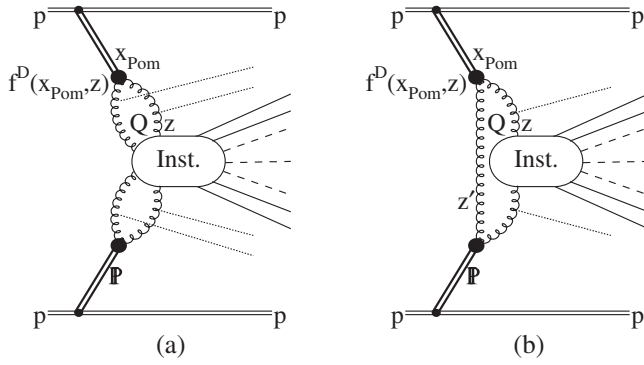 p p
x_Pom
f^D(x_Pom,z)
Q z
Inst.
ℙ
p p
(a)
p p
x_Pom
f^D(x_Pom,z)
Q z
Inst.
z′
ℙ
p p
(b)